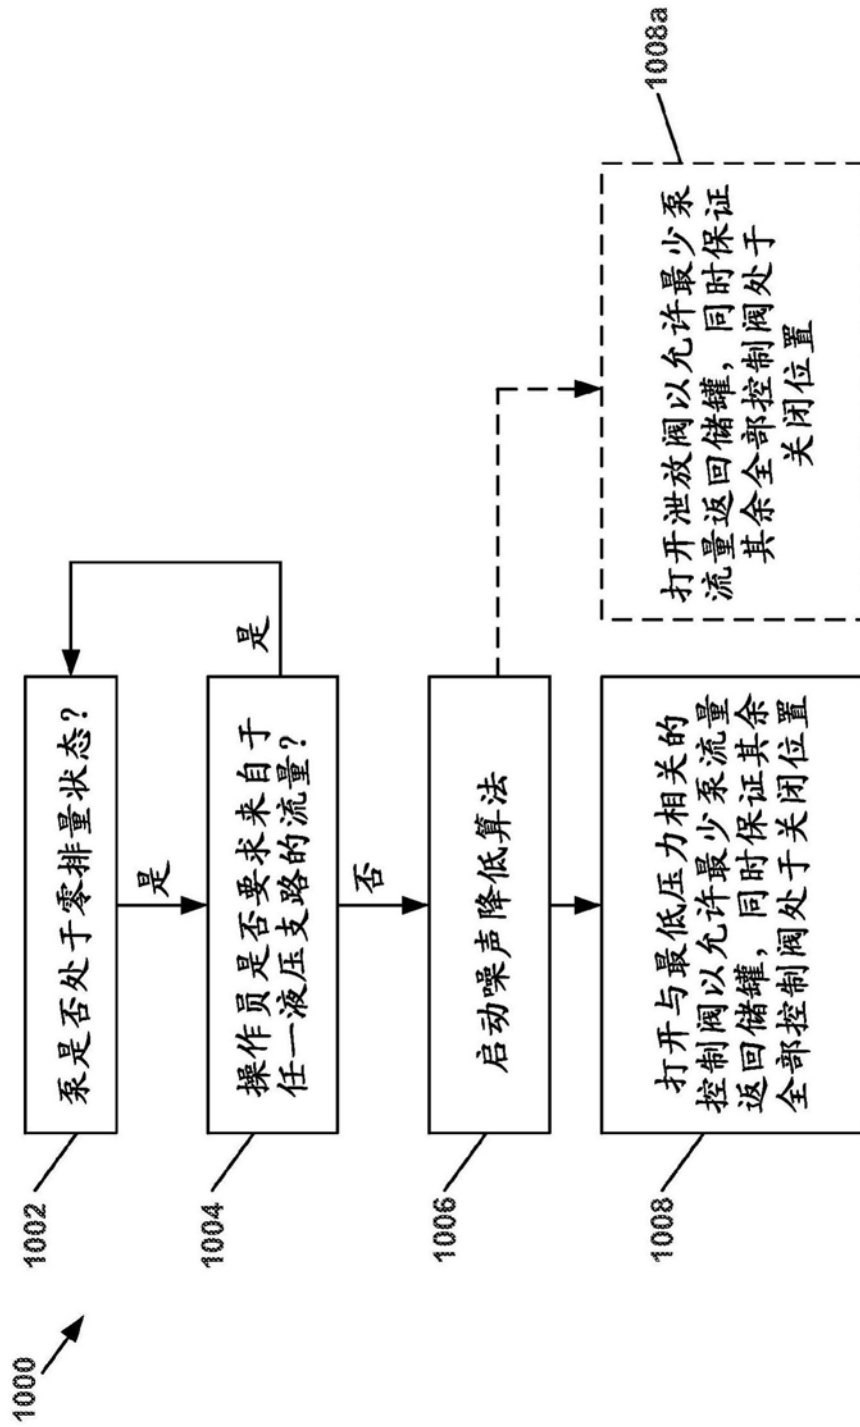 1000
1002
泵是否处于零排量状态？
是
1004
操作员是否要求来自于
任一液压支路的流量？
是
否
1006
启动噪声降低算法
1008
打开与最低压力相关的
控制阀以允许最少泵流量
返回储罐，同时保证其余
全部控制阀处于关闭位置
1008a
打开泄放阀以允许最少泵
流量返回储罐，同时保证
其余全部控制阀处于
关闭位置